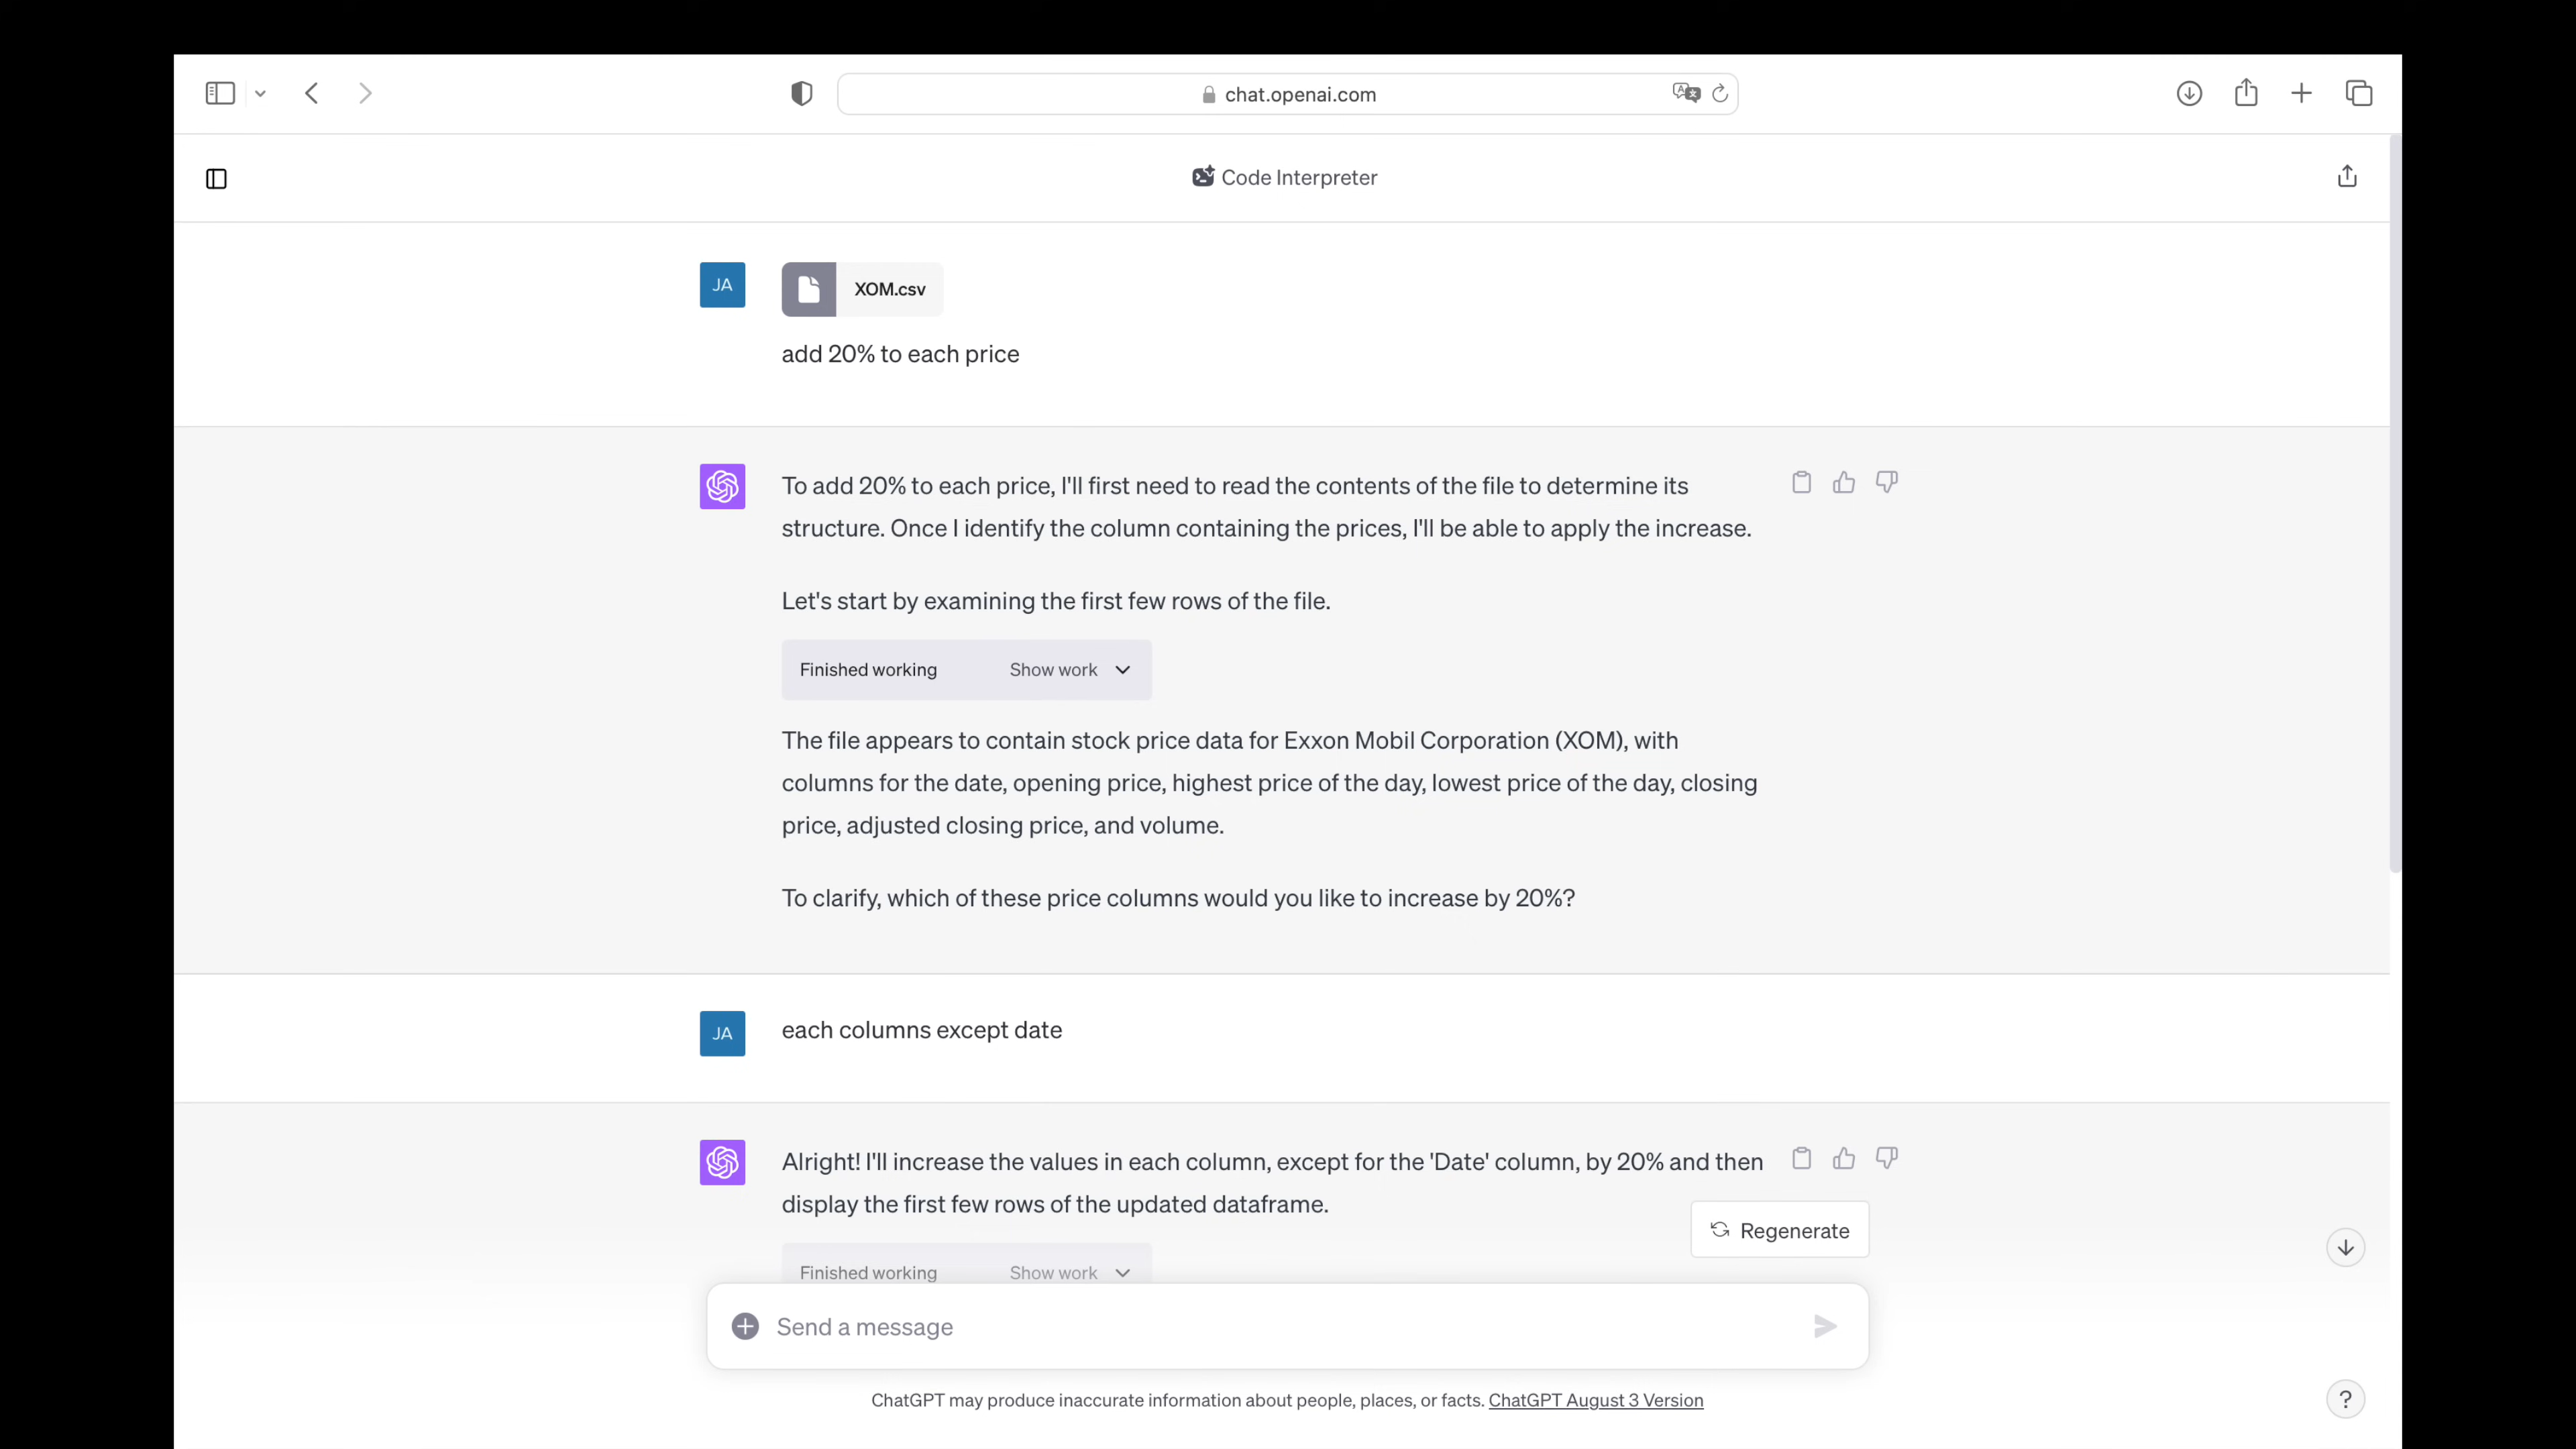 chat.openai.com
Code Interpreter
JA
XOM.csv
add 20% to each price
To add 20% to each price, I'll first need to read the contents of the file to determine its
structure. Once I identify the column containing the prices, I'll be able to apply the increase.
Let's start by examining the first few rows of the file.
Finished working Show work
The file appears to contain stock price data for Exxon Mobil Corporation (XOM), with
columns for the date, opening price, highest price of the day, lowest price of the day, closing
price, adjusted closing price, and volume.
To clarify, which of these price columns would you like to increase by 20%?
JA
each columns except date
Alright! I'll increase the values in each column, except for the 'Date' column, by 20% and then
display the first few rows of the updated dataframe.
Regenerate
Finished working Show work
Send a message
ChatGPT may produce inaccurate information about people, places, or facts. ChatGPT August 3 Version
?